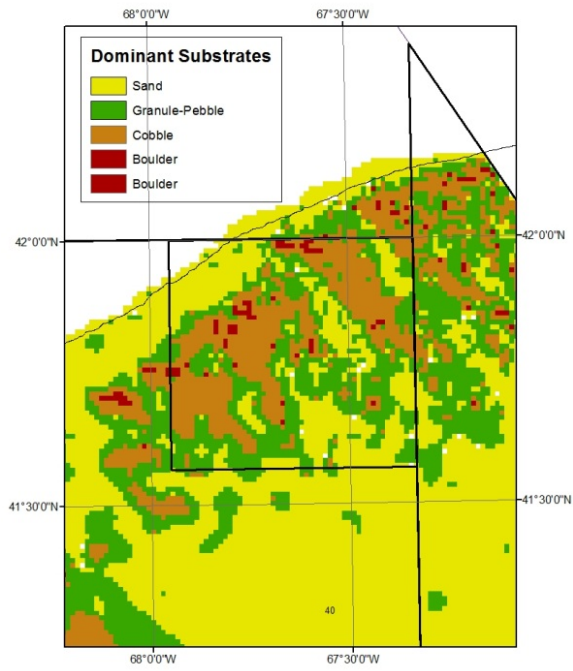 68°0'0"W 67°30'0"W
Dominant Substrates
Sand
Granule-Pebble
Cobble
Boulder
Boulder
42°0'0"N 42°0'0"N
41°30'0"N 41°30'0"N
40
68°0'0"W 67°30'0"W